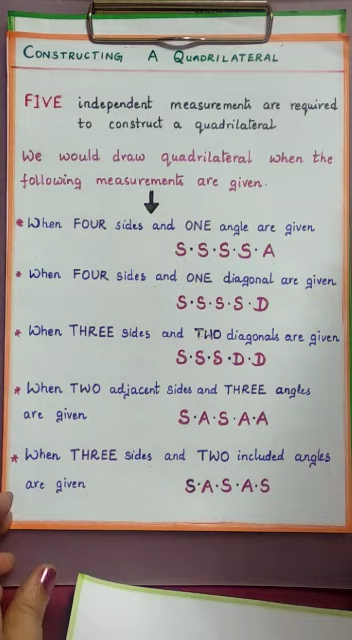 CONSTRUCTING A QUADRILATERAL
FIVE independent measurements are required
to construct a quadrilateral
We would draw quadrilateral when the
following measurements are given.
* When FOUR sides and ONE angle are given
S.S.S.S.A
* When FOUR sides and ONE diagonal are given
S.S.S.S.D
* When THREE sides and TWO diagonals are given
S.S.S.D.D
* When TWO adjacent sides and THREE angles
are given S.A.S.A.A
* When THREE sides and TWO included angles
are given S.A.S.A.S